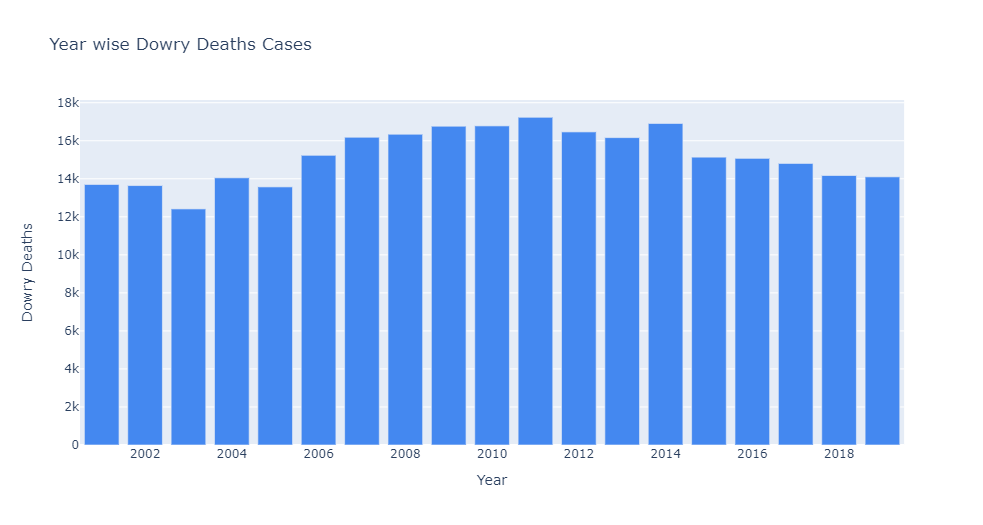 Year wise Dowry Deaths Cases
18k
16k
14k
12k
10k
8k
6k
4k
2k
0
Dowry Deaths
2002 2004 2006 2008 2010 2012 2014 2016 2018
Year